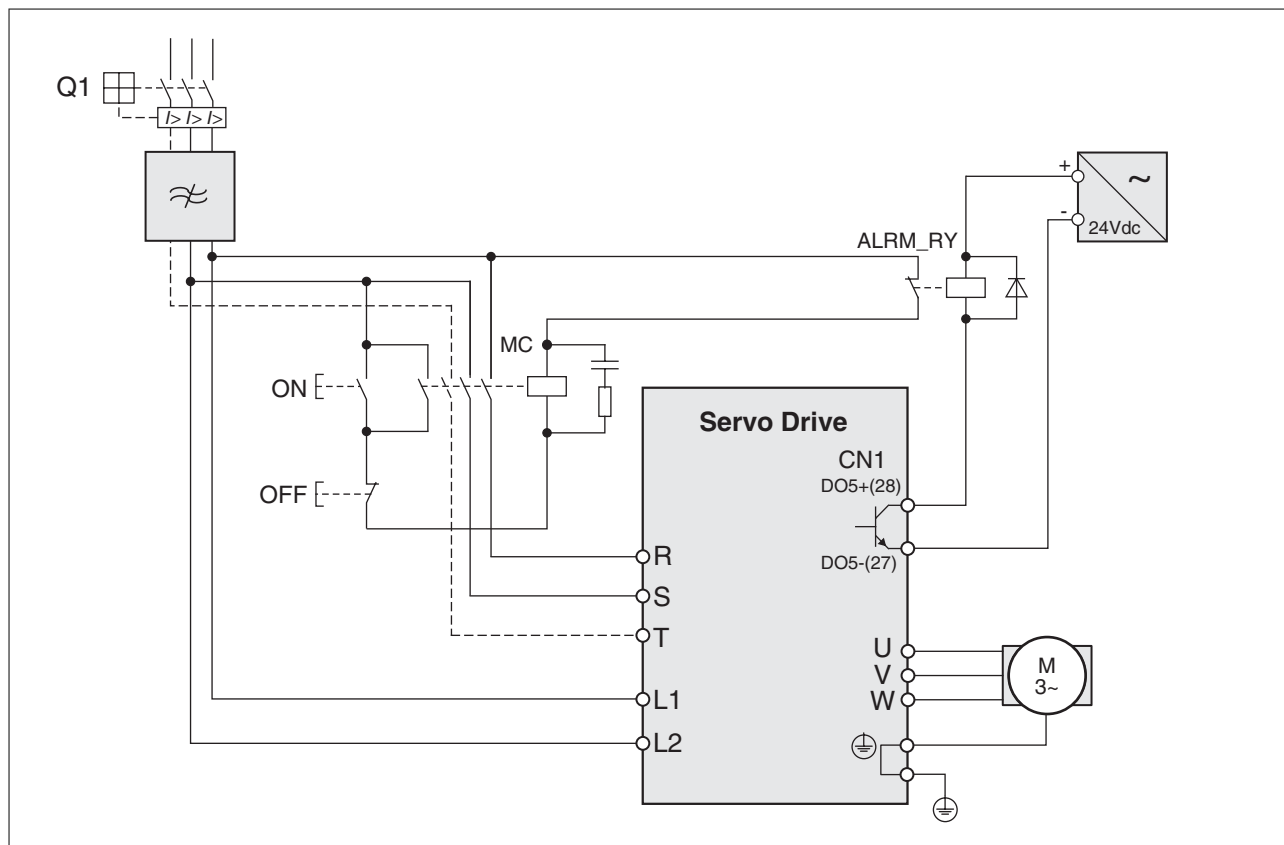 Q1
I> I> I>
+
~
-
24Vdc
ALRM_RY
MC
ON
OFF
Servo Drive
CN1
DO5+(28)
DO5-(27)
R
S
T
L1
L2
U
V
W
M
3~